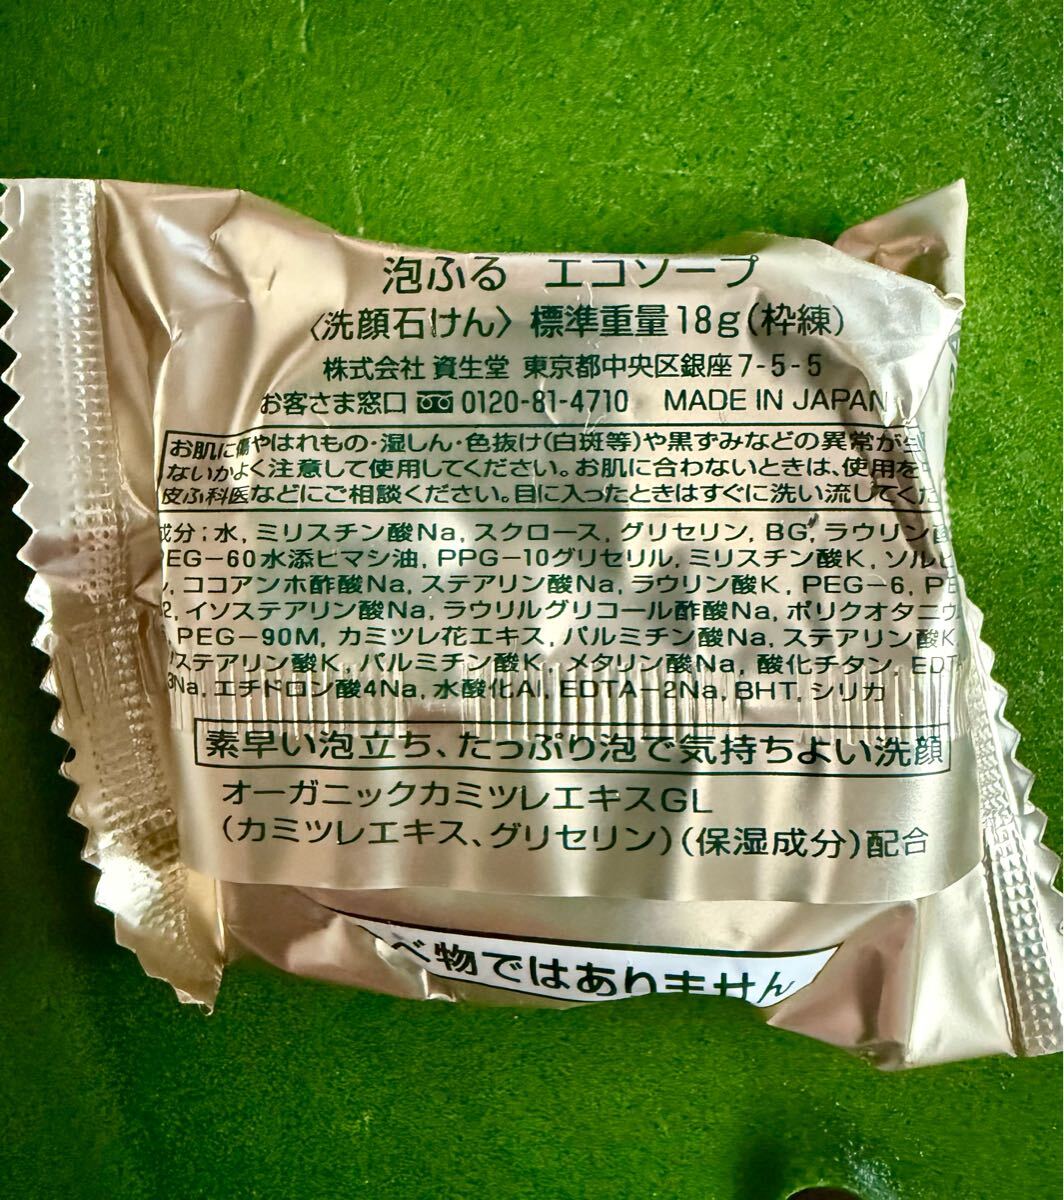 泡ふる エコソープ
〈洗顔石けん〉 標準重量18g(枠練)
株式会社 資生堂 東京都中央区銀座7-5-5
お客さま窓口 0120-81-4710 MADE IN JAPAN
お肌に傷やはれもの・湿しん・色抜け(白斑等)や黒ずみなどの異常が生
ないかよく注意して使用してください。お肌に合わないときは、使用を
皮ふ科医などにご相談ください。目に入ったときはすぐに洗い流してくだ
成分:水, ミリスチン酸Na, スクロース, グリセリン, BG, ラウリン酸
EG-60水添ヒマシ油, PPG-10グリセリル, ミリスチン酸K, ソルビ
ココアンホ酢酸Na, ステアリン酸Na, ラウリン酸K, PEG-6, PE
イソステアリン酸Na, ラウリルグリコール酢酸Na, ポリクオタニウ
PEG-90M, カミツレ花エキス, パルミチン酸Na, ステアリン酸K
ステアリン酸K, パルミチン酸K, メタリン酸Na, 酸化チタン, EDT
3Na, エチドロン酸4Na, 水酸化Al, EDTA-2Na, BHT, シリカ
素早い泡立ち、たっぷり泡で気持ちよい洗顔
オーガニックカミツレエキスGL
(カミツレエキス、グリセリン)(保湿成分)配合
べ物ではありません